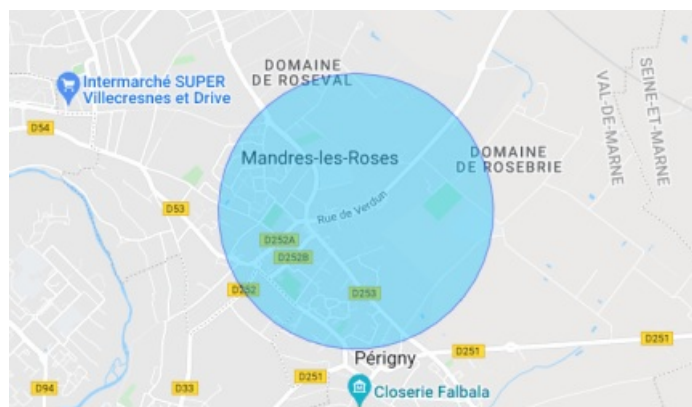 DOMAINE
DE ROSEVAL
Intermarché SUPER
Villecresnes et Drive
D54
Mandres-les-Roses
DOMAINE
DE ROSEBRIE
VAL-DE-MARNE
SEINE-ET-MARNE
D53
Rue de Verdun
D252A
D252B
D252
D253
D251
D251
Périgny
D251
D94
D33
Closerie Falbala